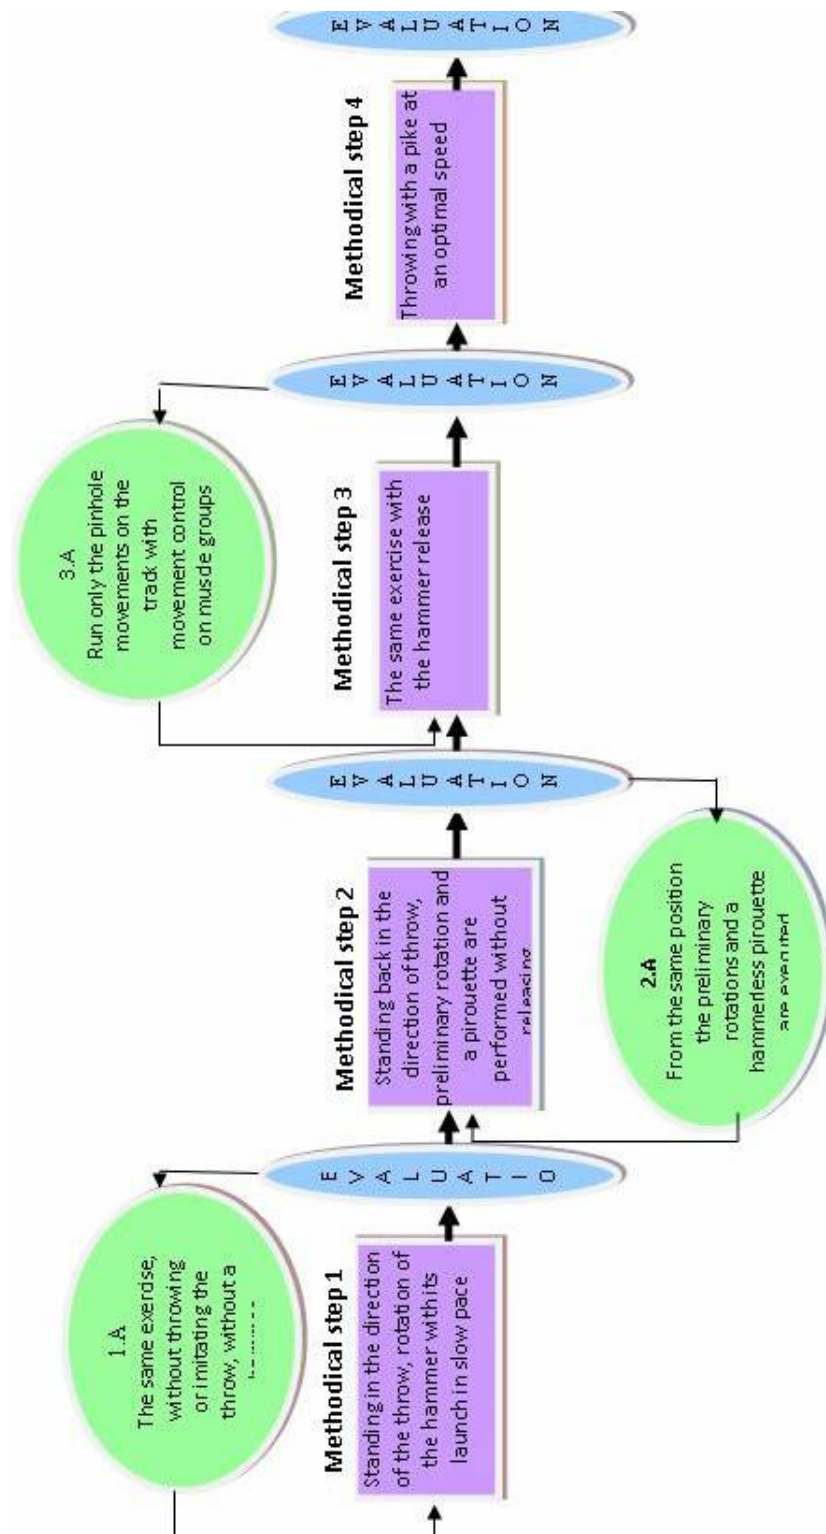 1.A
The same exercise,
without throwing
or imitating the
throw, without a
Methodical step 1
Standing in the direction
of the throw, rotation of
the hammer with its
launch in slow pace
E V A L U A T I O
Methodical step 2
Standing back in the
direction of throw,
preliminary rotation and
a pirouette are
performed without
releasing
2.A
From the same position
the preliminary
rotations and a
hammerless pirouette
are executed
E V A L U A T I O N
Methodical step 3
The same exercise with
the hammer release
3.A
Run only the pinhole
movements on the
track with
movement control
on muscle groups
E V A L U A T I O N
Methodical step 4
Throwing with a pike at
an optimal speed
E V A L U A T I O N